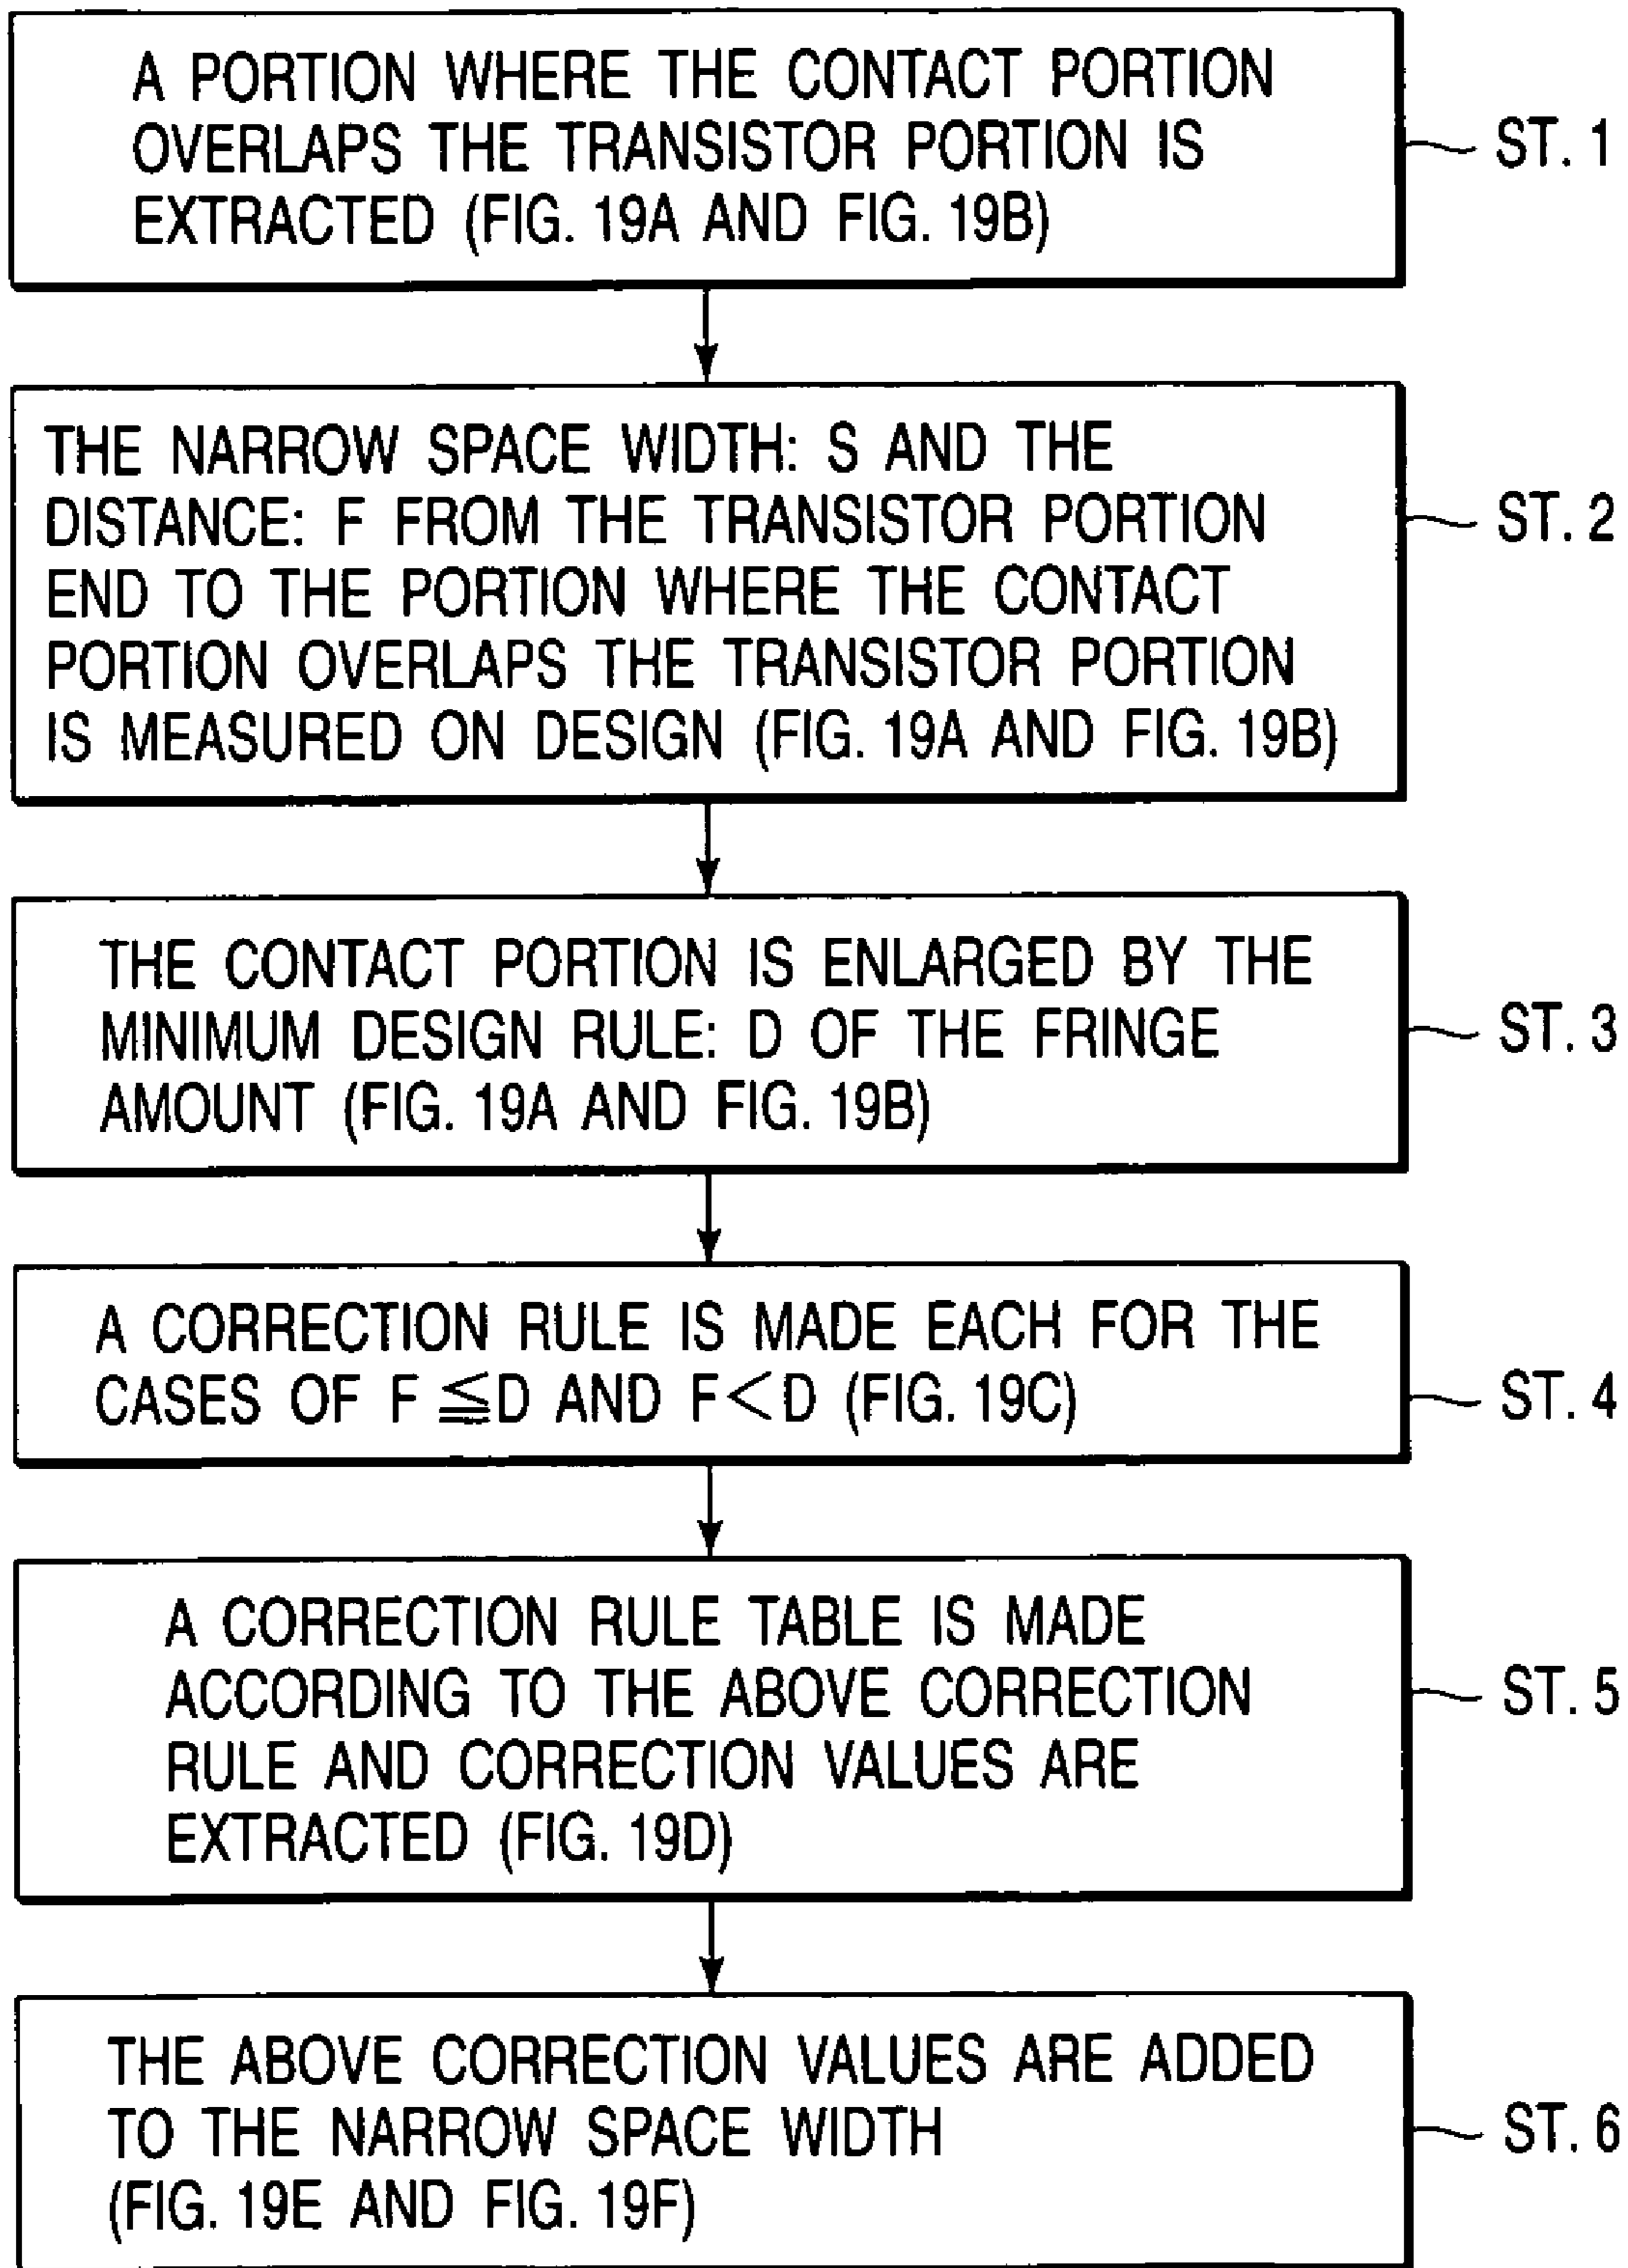 A PORTION WHERE THE CONTACT PORTION
OVERLAPS THE TRANSISTOR PORTION IS
EXTRACTED (FIG. 19A AND FIG. 19B)
ST. 1
THE NARROW SPACE WIDTH: S AND THE
DISTANCE: F FROM THE TRANSISTOR PORTION
END TO THE PORTION WHERE THE CONTACT
PORTION OVERLAPS THE TRANSISTOR PORTION
IS MEASURED ON DESIGN (FIG. 19A AND FIG. 19B)
ST. 2
THE CONTACT PORTION IS ENLARGED BY THE
MINIMUM DESIGN RULE: D OF THE FRINGE
AMOUNT (FIG. 19A AND FIG. 19B)
ST. 3
A CORRECTION RULE IS MADE EACH FOR THE
CASES OF F ≦ D AND F < D (FIG. 19C)
ST. 4
A CORRECTION RULE TABLE IS MADE
ACCORDING TO THE ABOVE CORRECTION
RULE AND CORRECTION VALUES ARE
EXTRACTED (FIG. 19D)
ST. 5
THE ABOVE CORRECTION VALUES ARE ADDED
TO THE NARROW SPACE WIDTH
(FIG. 19E AND FIG. 19F)
ST. 6